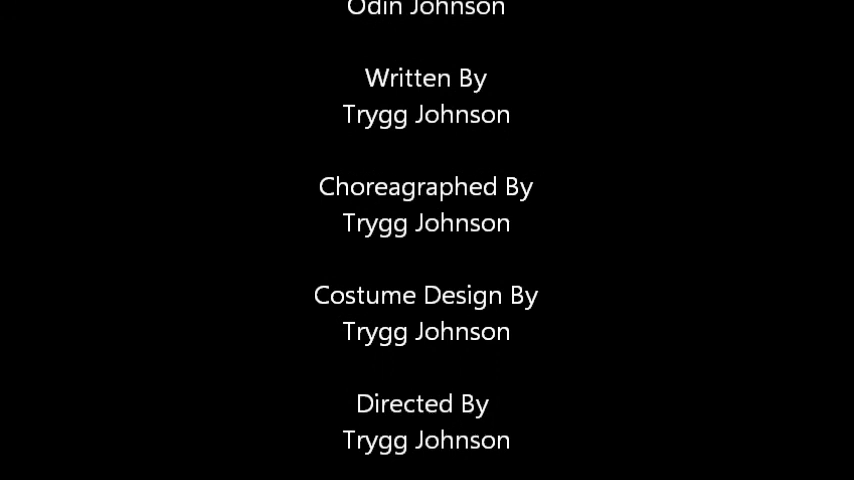 Odin Johnson
Written By
Trygg Johnson
Choreagraphed By
Trygg Johnson
Costume Design By
Trygg Johnson
Directed By
Trygg Johnson